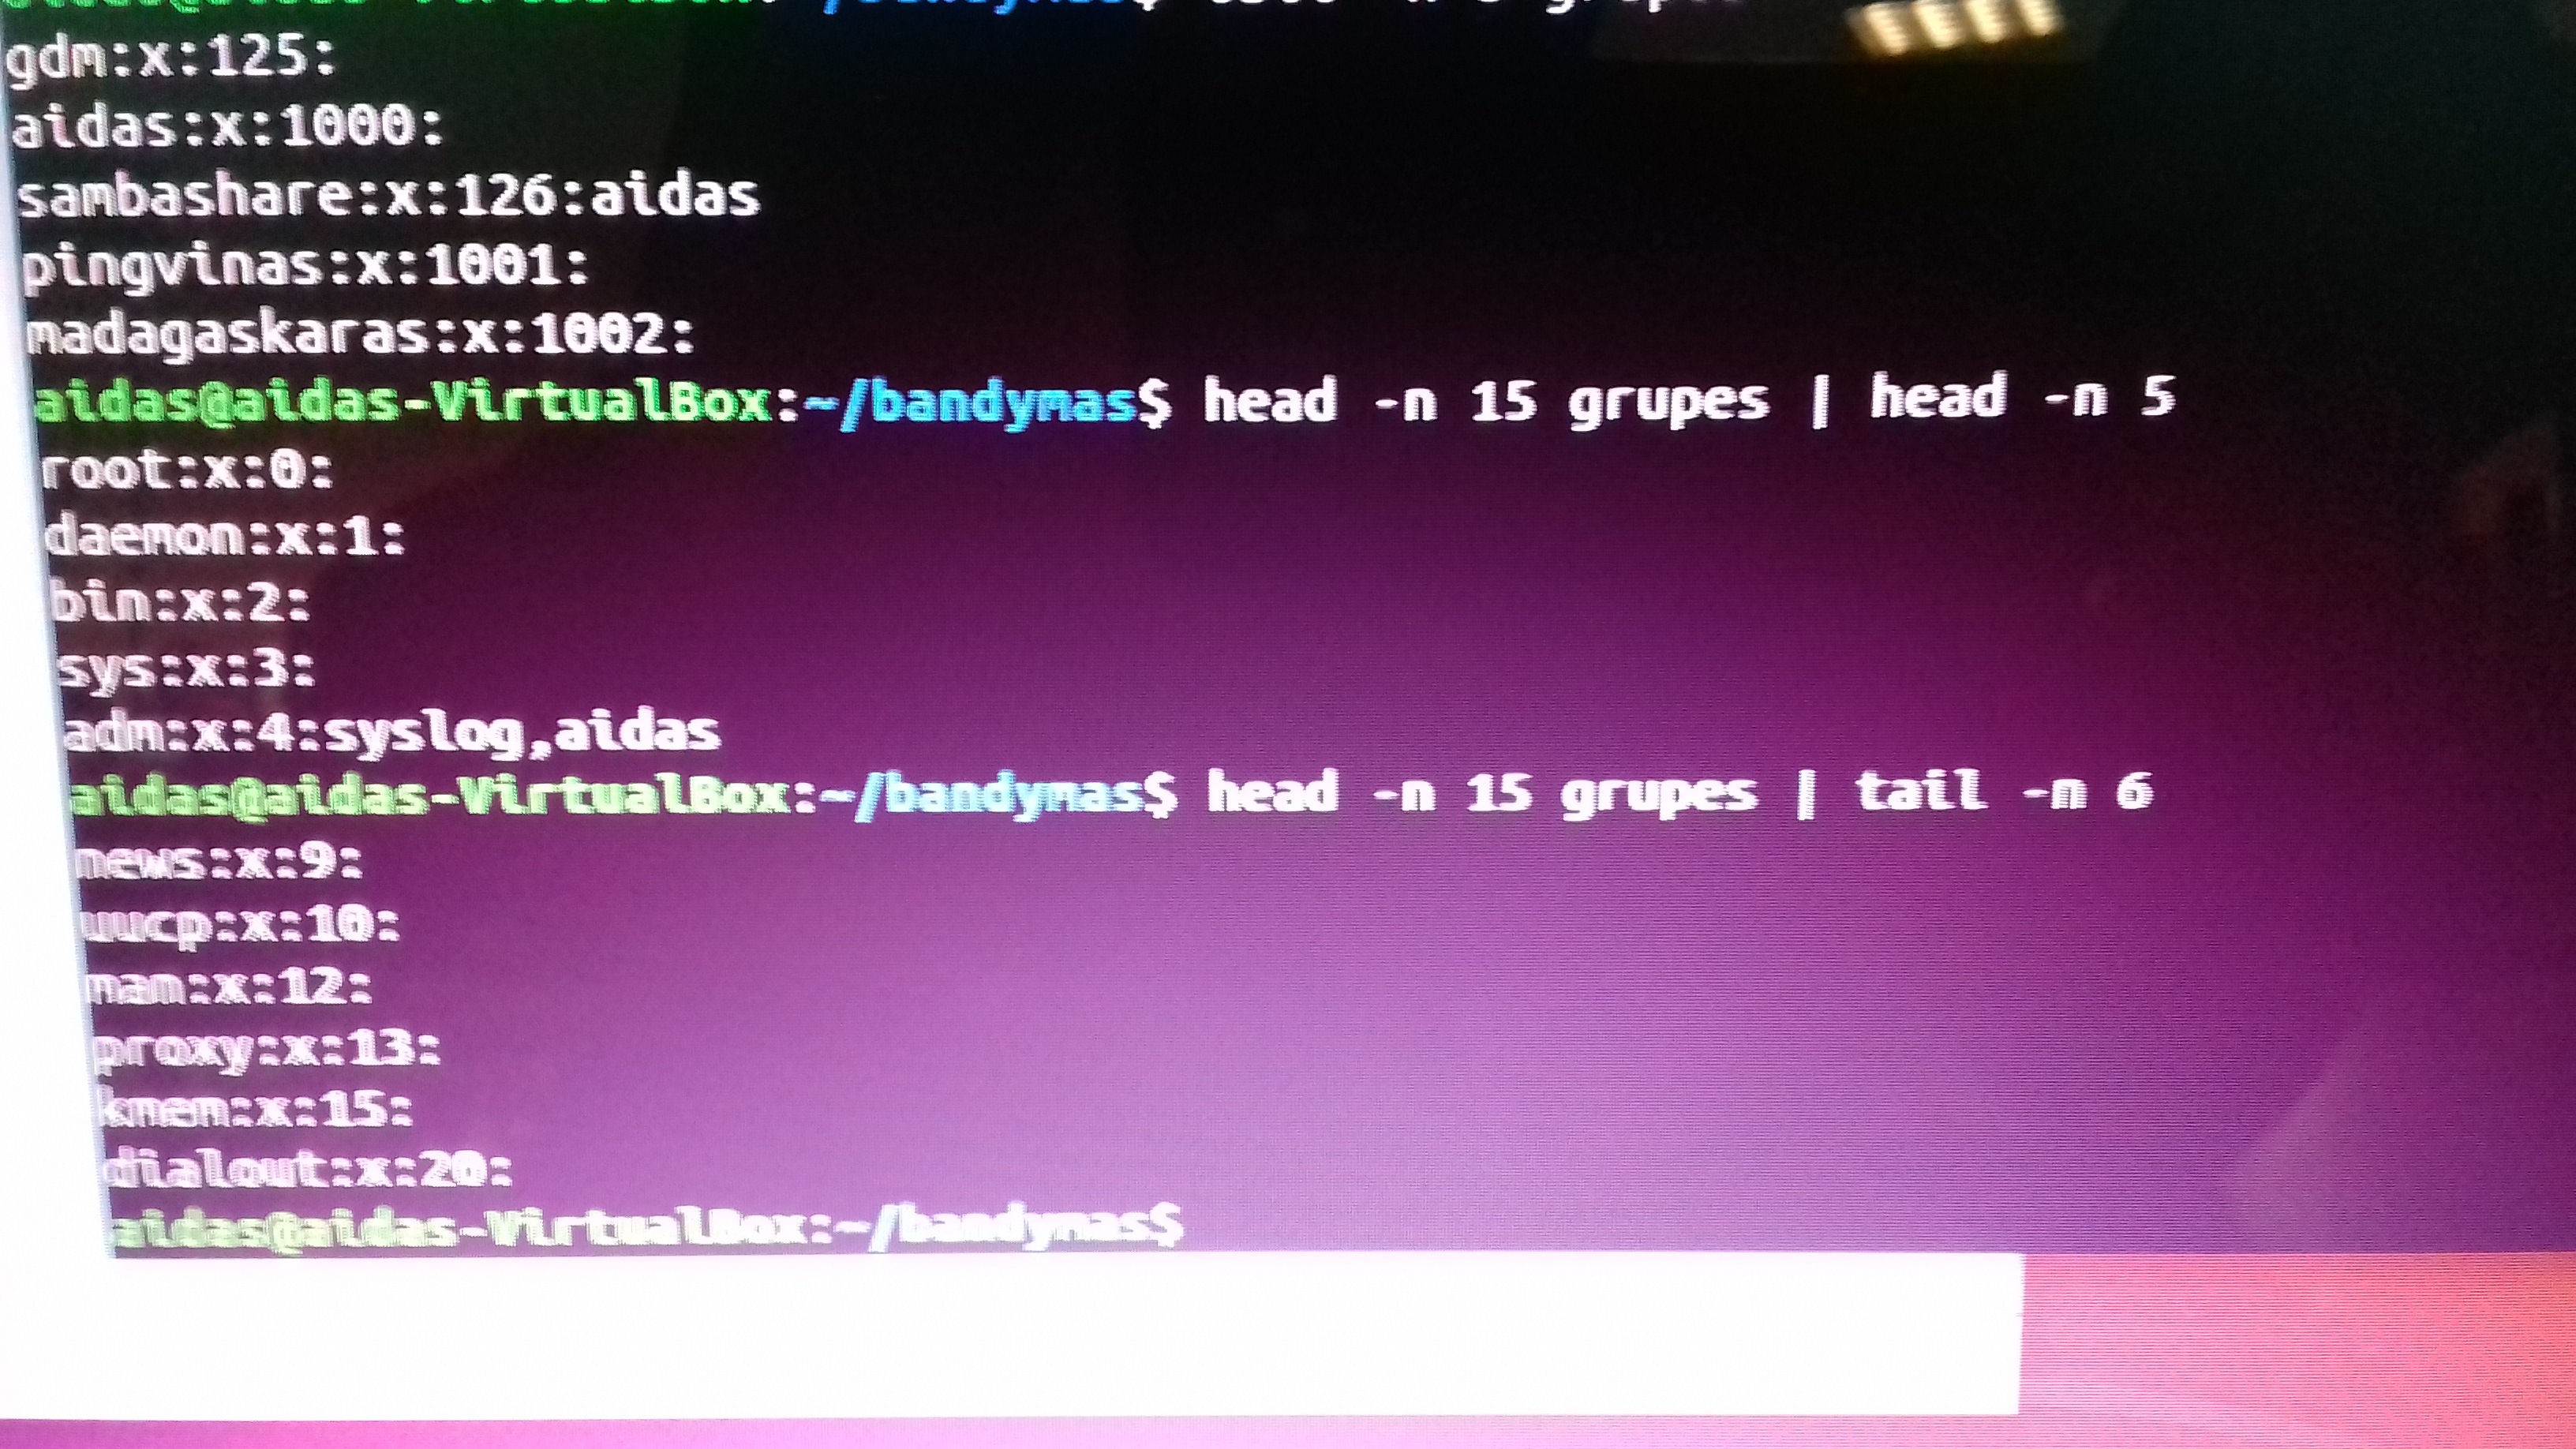 gdm:x:125:
aidas:x:1000:
sambashare:x:126:aidas
pingvinas:x:1001:
madagaskaras:x:1002:
aidas@aidas-VirtualBox:~/bandymas$ head -n 15 grupes | head -n 5
root:x:0:
daemon:x:1:
bin:x:2:
sys:x:3:
adm:x:4:syslog,aidas
aidas@aidas-VirtualBox:~/bandymas$ head -n 15 grupes | tail -n 6
news:x:9:
uucp:x:10:
man:x:12:
proxy:x:13:
kmem:x:15:
dialout:x:20:
aidas@aidas-VirtualBox:~/bandymas$